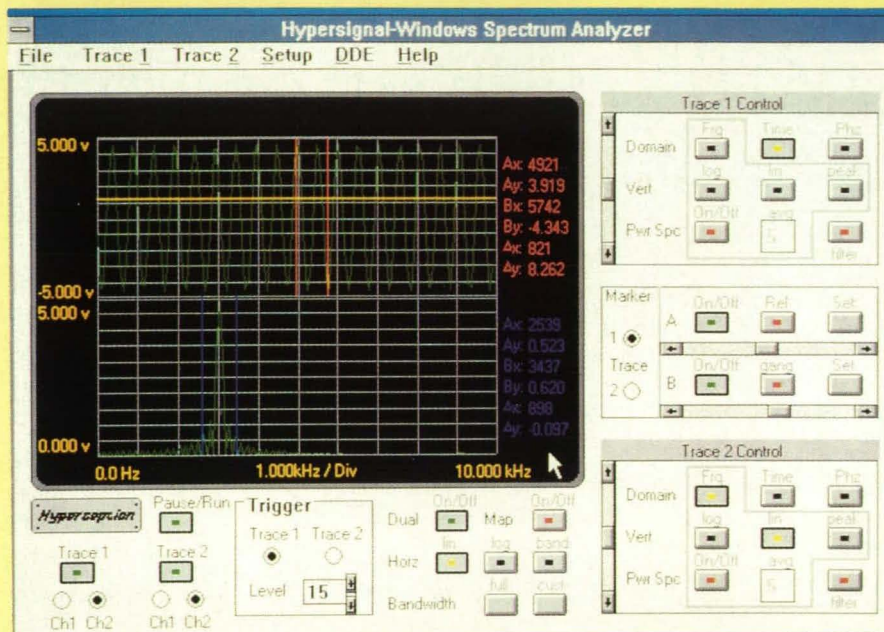 Hypersignal-Windows Spectrum Analyzer
File Trace 1 Trace 2 Setup DDE Help
5.000 v
-5.000 v
5.000 v
0.000 v
0.0 Hz 1.000kHz / Div 10.000 kHz
Ax: 4921
Ay: 3.919
Bx: 5742
By: -4.343
Δx: 821
Δy: 8.262
Ax: 2539
Ay: 0.523
Bx: 3437
By: 0.620
Δx: 898
Δy: -0.097
Trace 1 Control
Frq Time Phz
Domain
log lin peak
Vert
On/Off avg
Pwr Spc 5
filter
Marker On/Off Ref Set
A
1
Trace On/Off gang Set
2 B
Trace 2 Control
Frq Time Phz
Domain
log lin peak
Vert
On/Off avg
Pwr Spc 5
filter
Hyperception
Pause/Run
Trace 1 Trace 2
Ch1 Ch2 Ch1 Ch2
Trigger
Trace 1 Trace 2
Level 15
On/Off On/Off
Dual Map
lin log band
Horz
full cust
Bandwidth